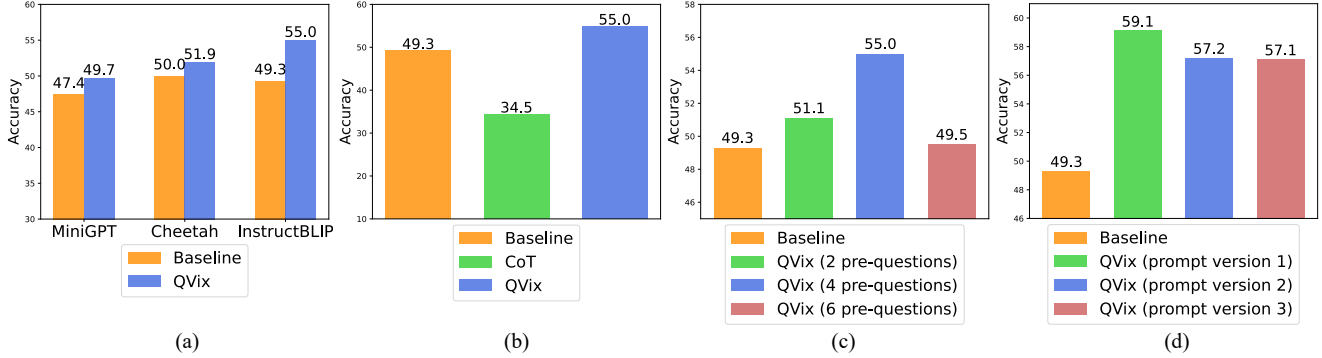 Accuracy
60
55
50
45
40
35
30
47.4
49.7
50.0
51.9
49.3
55.0
MiniGPT
Cheetah
InstructBLIP
Baseline
QVix
(a)
Accuracy
60
50
40
30
20
10
49.3
34.5
55.0
Baseline
CoT
QVix
(b)
Accuracy
58
56
54
52
50
48
46
49.3
51.1
55.0
49.5
Baseline
QVix (2 pre-questions)
QVix (4 pre-questions)
QVix (6 pre-questions)
(c)
Accuracy
60
58
56
54
52
50
48
46
49.3
59.1
57.2
57.1
Baseline
QVix (prompt version 1)
QVix (prompt version 2)
QVix (prompt version 3)
(d)